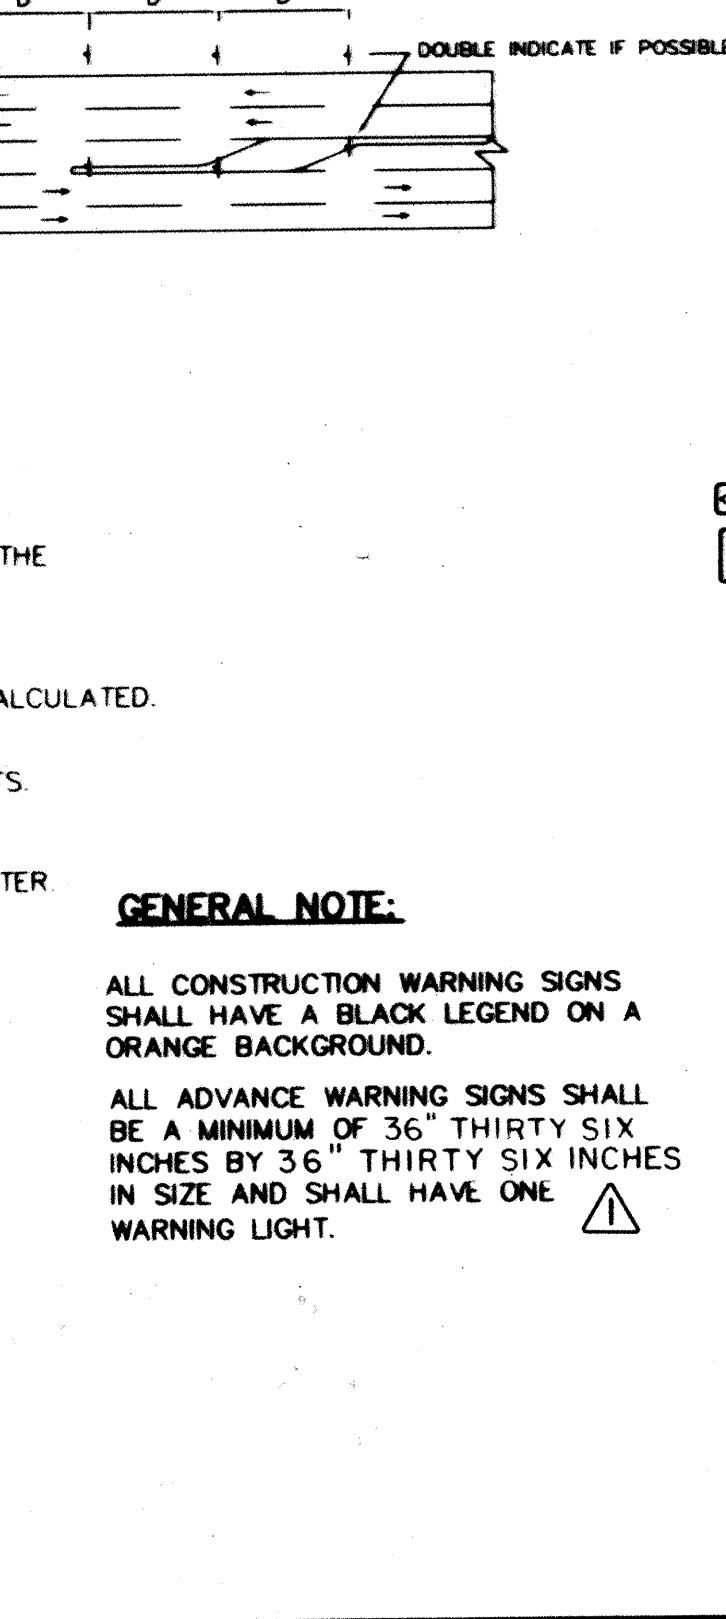 DOUBLE INDICATE IF POSSIBLE
THE
ALCULATED.
TS.
TER.
GENERAL NOTE:
ALL CONSTRUCTION WARNING SIGNS
SHALL HAVE A BLACK LEGEND ON A
ORANGE BACKGROUND.
ALL ADVANCE WARNING SIGNS SHALL
BE A MINIMUM OF 36" THIRTY SIX
INCHES BY 36" THIRTY SIX INCHES
IN SIZE AND SHALL HAVE ONE
WARNING LIGHT.
1